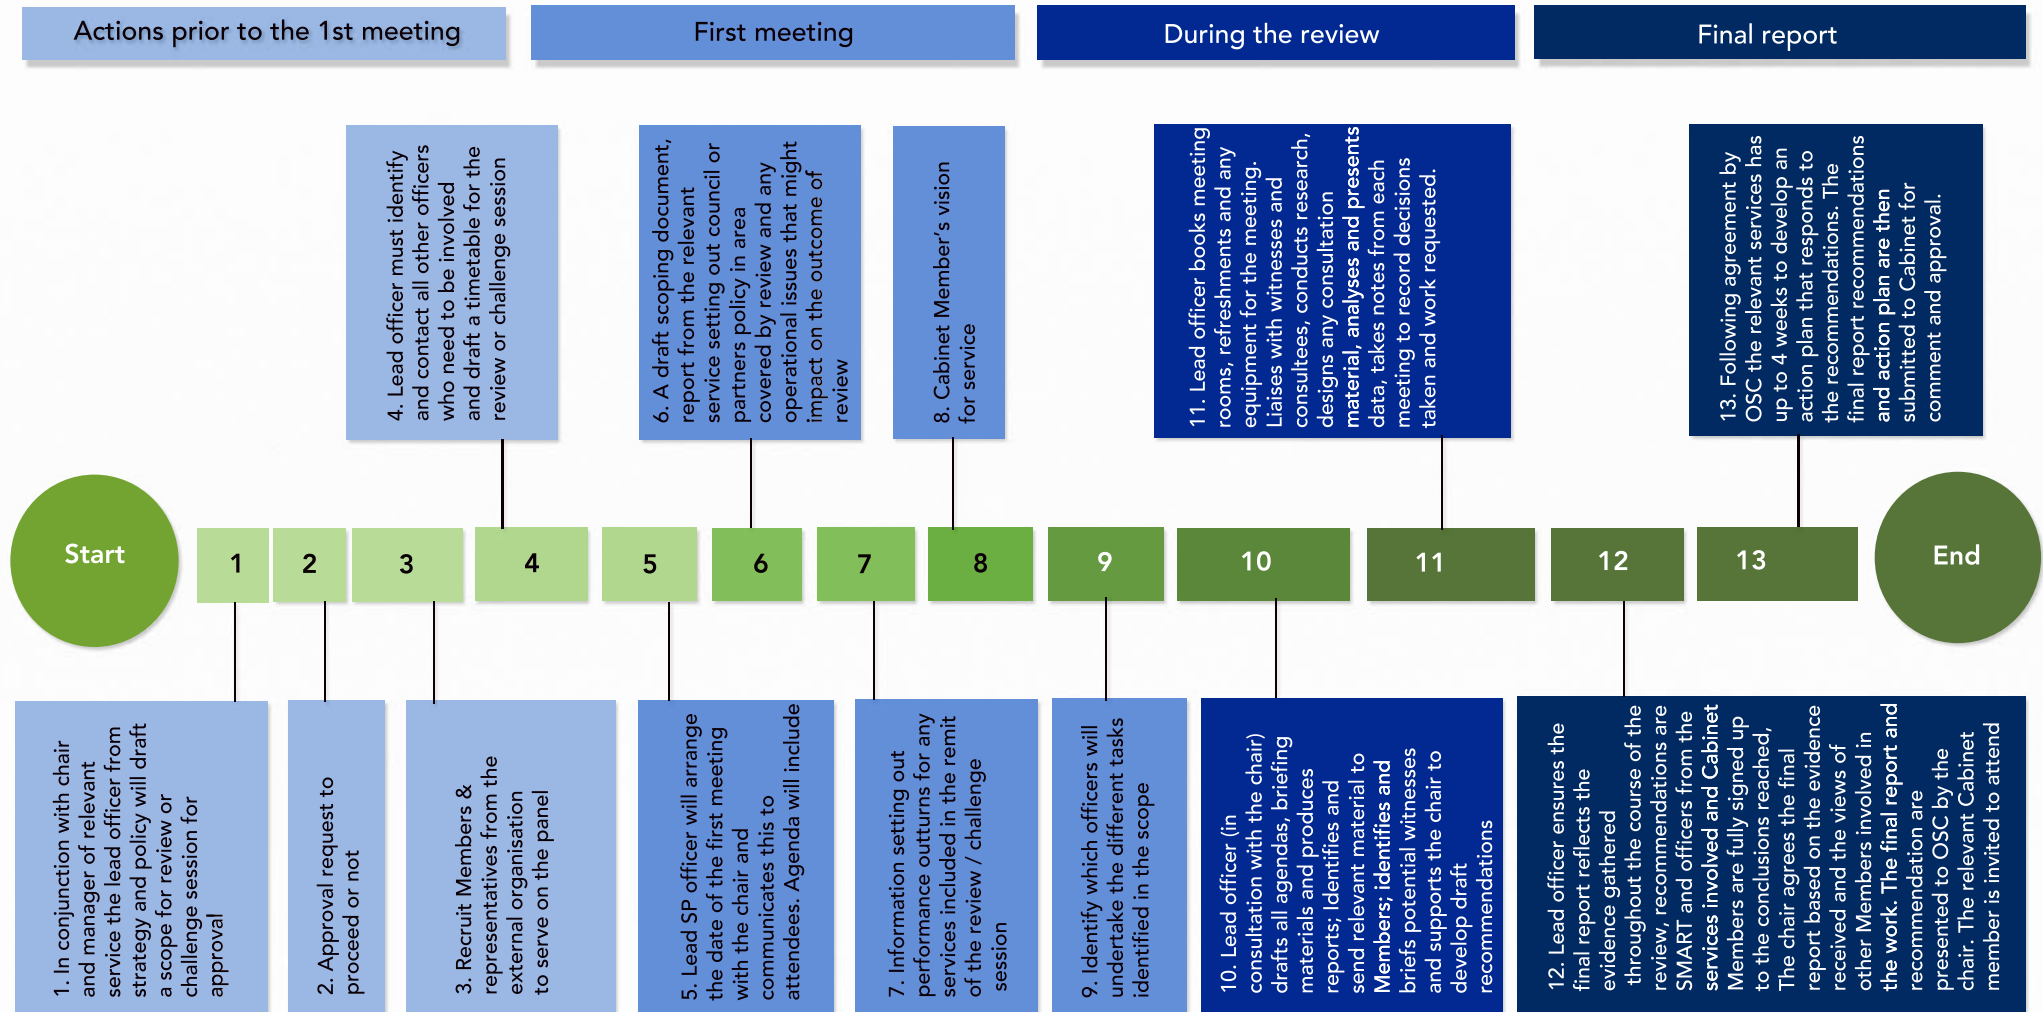 Actions prior to the 1st meeting
First meeting
During the review
Final report
4. Lead officer must identify
and contact all other officers
who need to be involved
and draft a timetable for the
review or challenge session
6. A draft scoping document,
report from the relevant
service setting out council or
partners policy in area
covered by review and any
operational issues that might
impact on the outcome of
review
8. Cabinet Member's vision
for service
11. Lead officer books meeting
rooms, refreshments and any
equipment for the meeting.
Liaises with witnesses and
consultees, conducts research,
designs any consultation
material, analyses and presents
data, takes notes from each
meeting to record decisions
taken and work requested.
13. Following agreement by
OSC the relevant services has
up to 4 weeks to develop an
action plan that responds to
the recommendations. The
final report recommendations
and action plan are then
submitted to Cabinet for
comment and approval.
Start
1
2
3
4
5
6
7
8
9
10
11
12
13
End
1. In conjunction with chair
and manager of relevant
service the lead officer from
strategy and policy will draft
a scope for review or
challenge session for
approval
2. Approval request to
proceed or not
3. Recruit Members &
representatives from the
external organisation
to serve on the panel
5. Lead SP officer will arrange
the date of the first meeting
with the chair and
communicates this to
attendees. Agenda will include
7. Information setting out
performance outturns for any
services included in the remit
of the review / challenge
session
9. Identify which officers will
undertake the different tasks
identified in the scope
10. Lead officer (in
consultation with the chair)
drafts all agendas, briefing
materials and produces
reports; Identifies and
send relevant material to
Members; identifies and
briefs potential witnesses
and supports the chair to
develop draft
recommendations
12. Lead officer ensures the
final report reflects the
evidence gathered
throughout the course of the
review, recommendations are
SMART and officers from the
services involved and Cabinet
Members are fully signed up
to the conclusions reached,
The chair agrees the final
report based on the evidence
received and the views of
other Members involved in
the work. The final report and
recommendation are
presented to OSC by the
chair. The relevant Cabinet
member is invited to attend